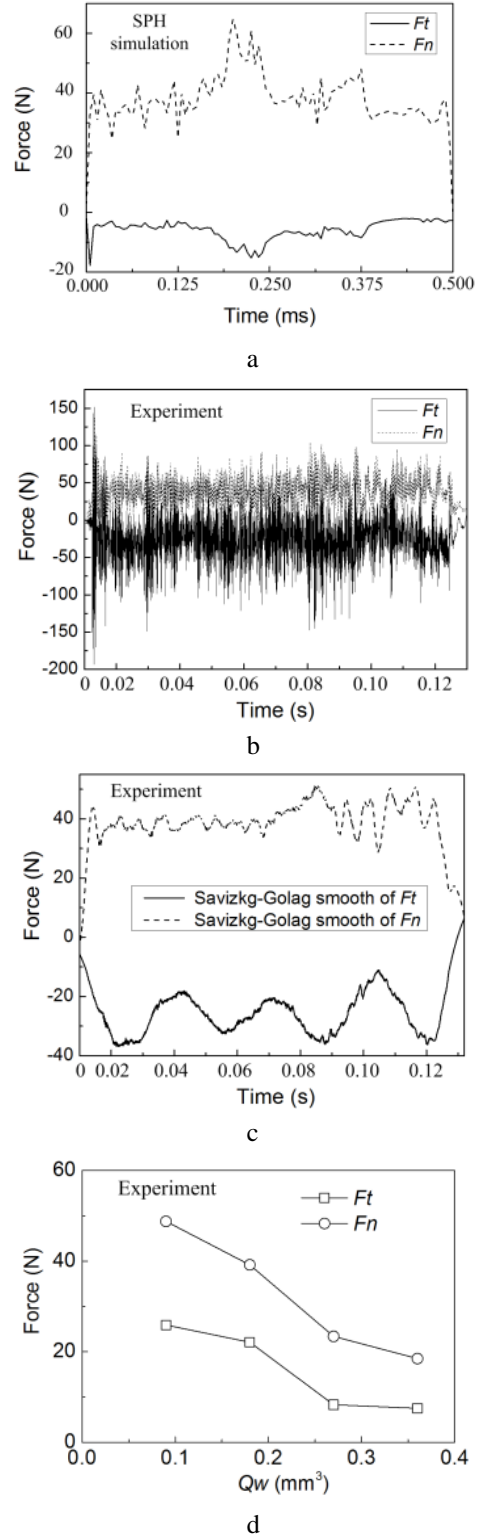 SPH
simulation
Ft
Fn
Force (N)
60
40
20
0
-20
0.000 0.125 0.250 0.375 0.500
Time (ms)
a
Experiment
Ft
Fn
Force (N)
150
100
50
0
-50
-100
-150
-200
0 0.02 0.04 0.06 0.08 0.10 0.12
Time (s)
b
Experiment
Savizkg-Golag smooth of Ft
Savizkg-Golag smooth of Fn
Force (N)
40
20
0
-20
-40
0 0.02 0.04 0.06 0.08 0.10 0.12
Time (s)
c
Experiment
Ft
Fn
Force (N)
60
40
20
0
0.0 0.1 0.2 0.3 0.4
Qw (mm³)
d